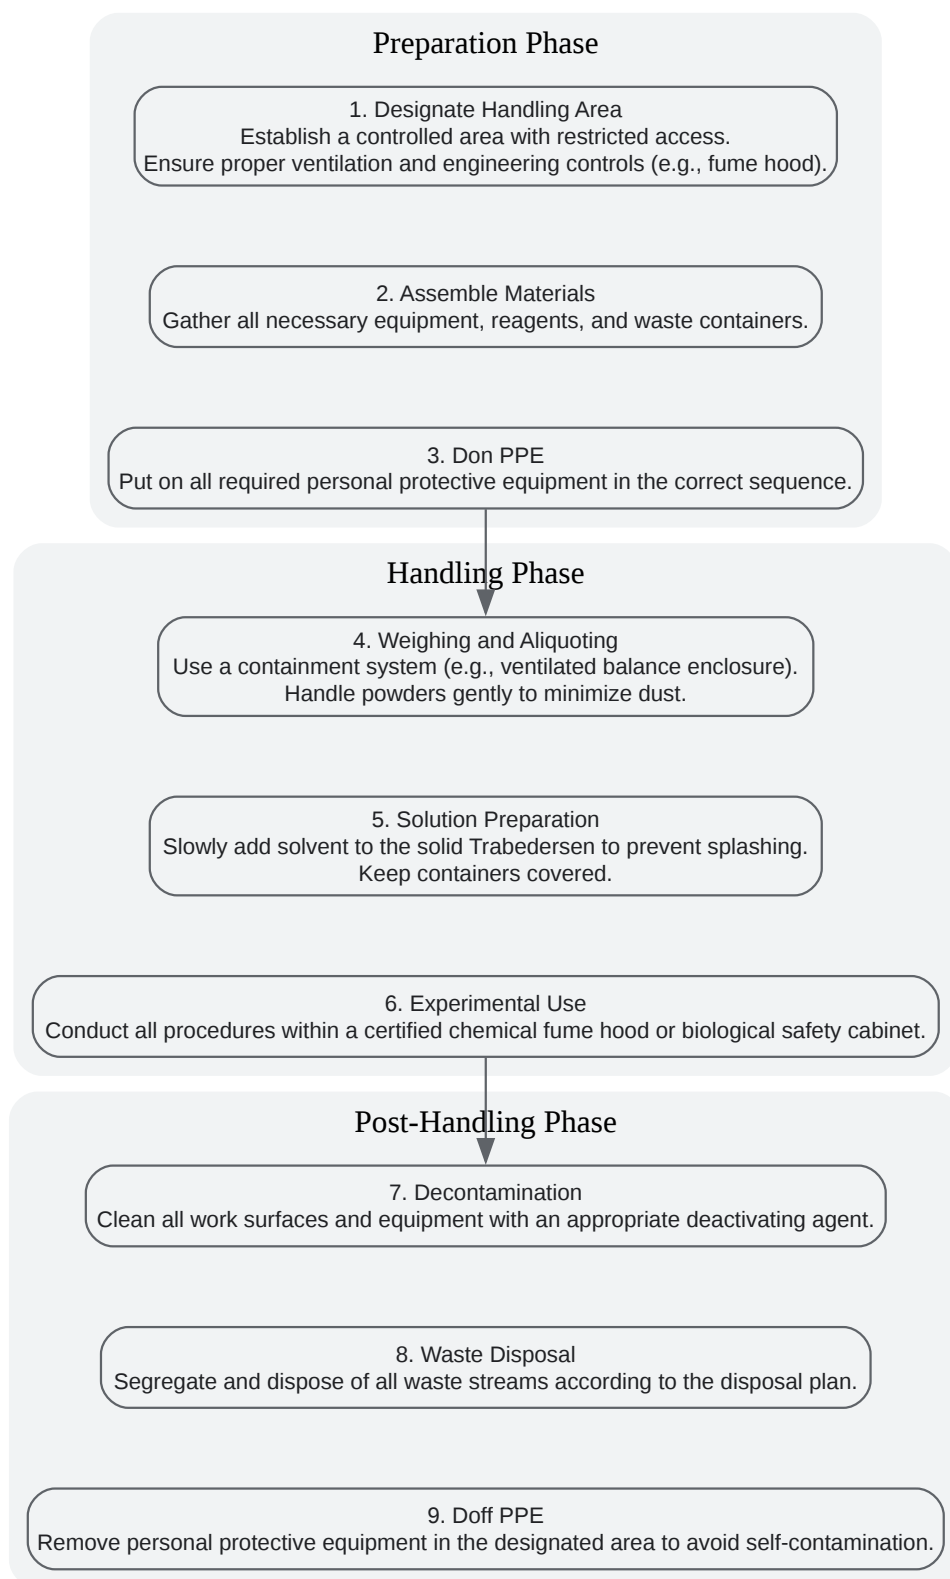 Preparation Phase
1. Designate Handling Area
Establish a controlled area with restricted access.
Ensure proper ventilation and engineering controls (e.g., fume hood).
2. Assemble Materials
Gather all necessary equipment, reagents, and waste containers.
3. Don PPE
Put on all required personal protective equipment in the correct sequence.
Handling Phase
4. Weighing and Aliquoting
Use a containment system (e.g., ventilated balance enclosure).
Handle powders gently to minimize dust.
5. Solution Preparation
Slowly add solvent to the solid Trabedersen to prevent splashing.
Keep containers covered.
6. Experimental Use
Conduct all procedures within a certified chemical fume hood or biological safety cabinet.
Post-Handling Phase
7. Decontamination
Clean all work surfaces and equipment with an appropriate deactivating agent.
8. Waste Disposal
Segregate and dispose of all waste streams according to the disposal plan.
9. Doff PPE
Remove personal protective equipment in the designated area to avoid self-contamination.